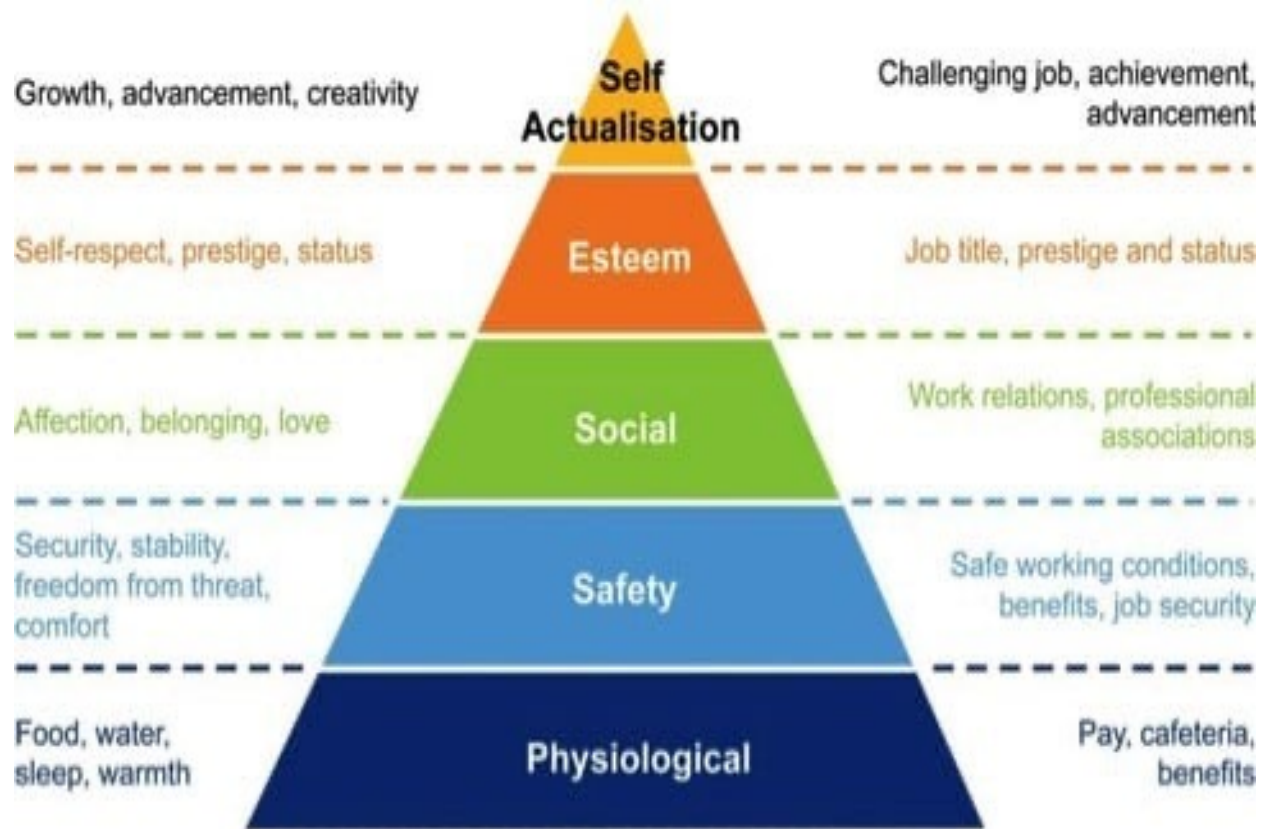 Growth, advancement, creativity
Self
Actualisation
Challenging job, achievement,
advancement
Self-respect, prestige, status
Esteem
Job title, prestige and status
Affection, belonging, love
Social
Work relations, professional
associations
Security, stability,
freedom from threat,
comfort
Safety
Safe working conditions,
benefits, job security
Food, water,
sleep, warmth
Physiological
Pay, cafeteria,
benefits